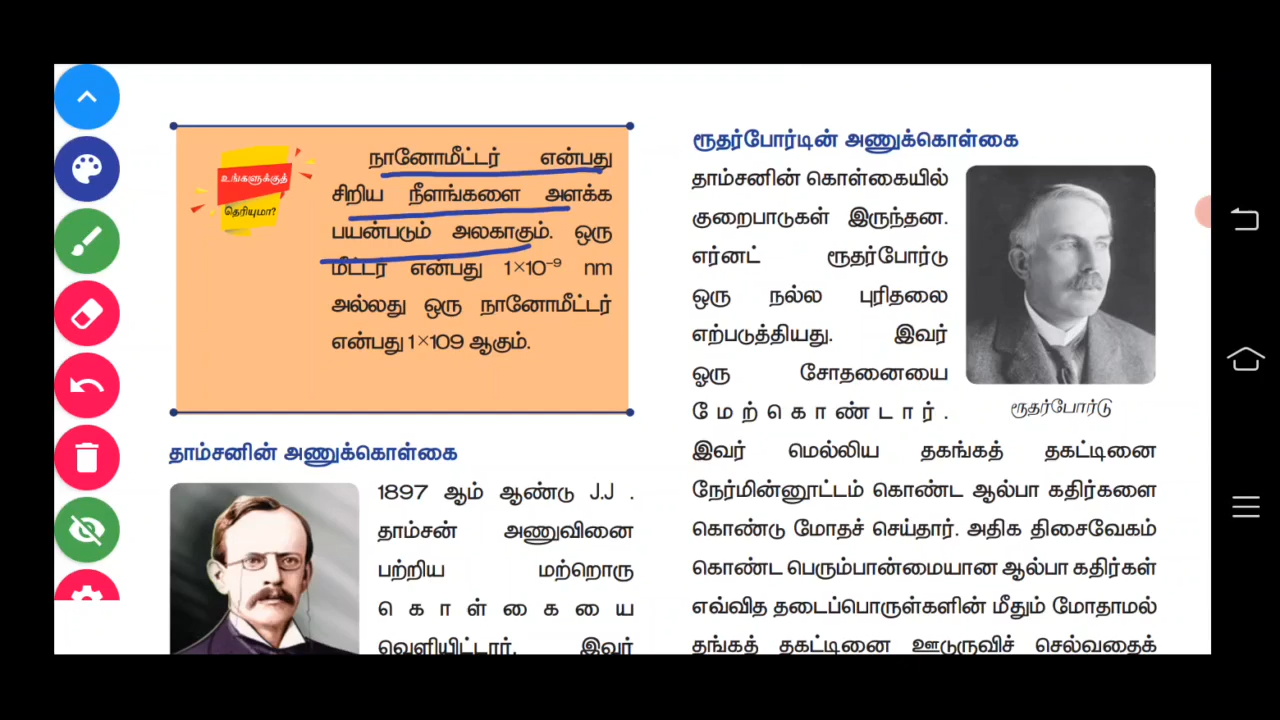 உங்களுக்குத்
தெரியுமா?
நானோமீட்டர் என்பது
சிறிய நீளங்களை அளக்க
பயன்படும் அலகாகும். ஒரு
மீட்டர் என்பது 1×10⁻⁹ nm
அல்லது ஒரு நானோமீட்டர்
என்பது 1×109 ஆகும்.
தாம்சனின் அணுக்கொள்கை
1897 ஆம் ஆண்டு J.J .
தாம்சன் அணுவினை
பற்றிய மற்றொரு
கொள்கையை
வெளியிட்டார். இவர்
ரூதர்போர்டின் அணுக்கொள்கை
தாம்சனின் கொள்கையில்
குறைபாடுகள் இருந்தன.
எர்னட் ரூதர்போர்டு
ஒரு நல்ல புரிதலை
எற்படுத்தியது. இவர்
ஓரு சோதனையை
மேற்கொண்டார்.
ரூதர்போர்டு
இவர் மெல்லிய தகங்கத் தகட்டினை
நேர்மின்னூட்டம் கொண்ட ஆல்பா கதிர்களை
கொண்டு மோதச் செய்தார். அதிக திசைவேகம்
கொண்ட பெரும்பான்மையான ஆல்பா கதிர்கள்
எவ்வித தடைப்பொருள்களின் மீதும் மோதாமல்
தங்கத் தகட்டினை ஊடுருவிச் செல்வதைக்